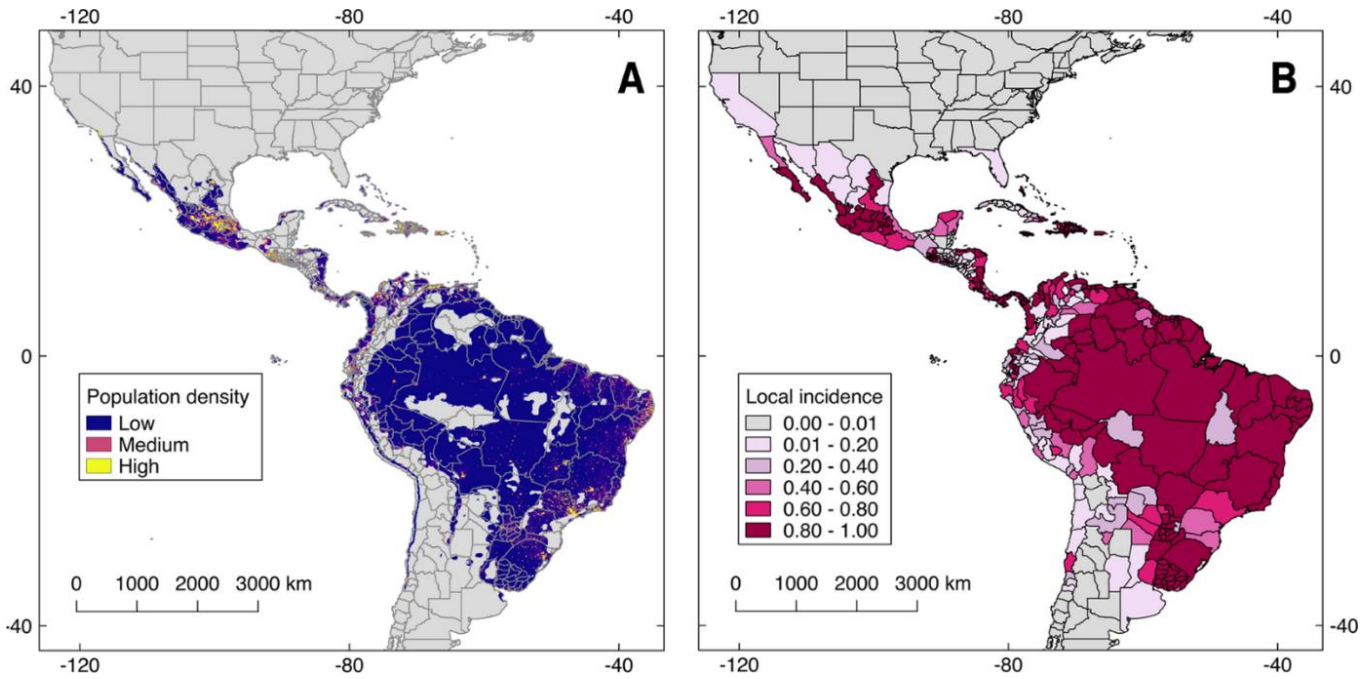 -120 -80 -40 -120 -80 -40
A B
40 40
0 0
Population density
Low
Medium
High
Local incidence
0.00 - 0.01
0.01 - 0.20
0.20 - 0.40
0.40 - 0.60
0.60 - 0.80
0.80 - 1.00
0 1000 2000 3000 km 0 1000 2000 3000 km
-40 -40
-120 -80 -40 -120 -80 -40